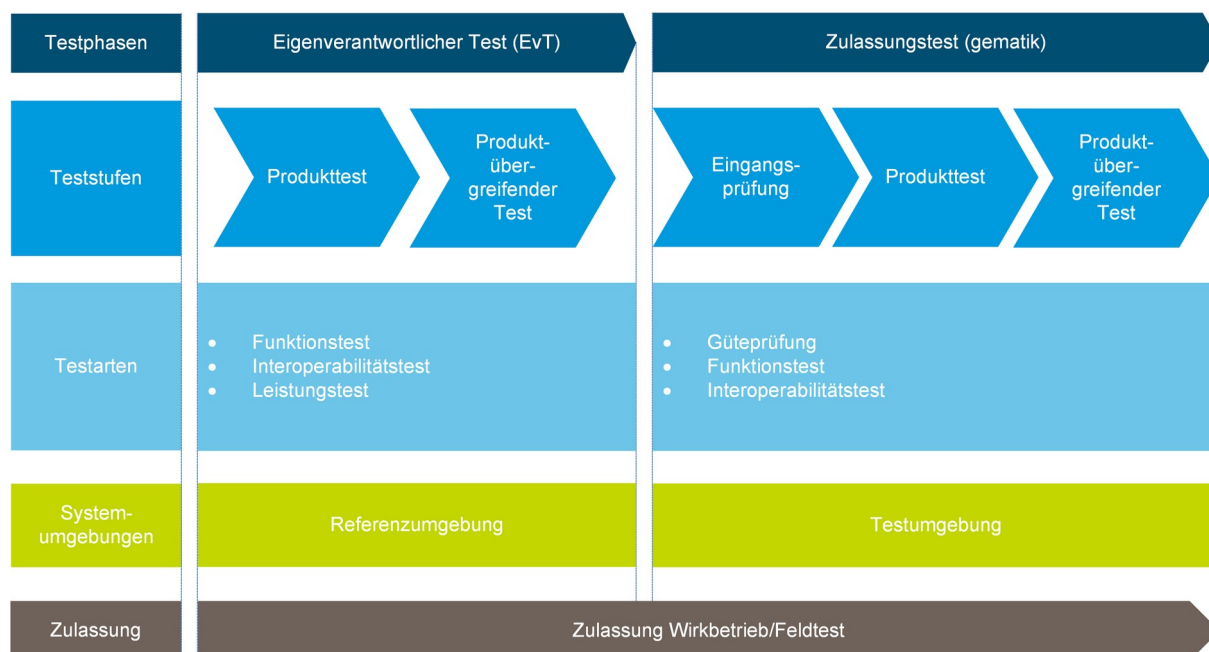 Testphasen
Eigenverantwortlicher Test (EvT)
Zulassungstest (gematik)
Teststufen
Produkttest
Produkt-
über-
greifender
Test
Eingangs-
prüfung
Produkttest
Produkt-
über-
greifender
Test
Testarten
• Funktionstest
• Interoperabilitätstest
• Leistungstest
• Güteprüfung
• Funktionstest
• Interoperabilitätstest
System-
umgebungen
Referenzumgebung
Testumgebung
Zulassung
Zulassung Wirkbetrieb/Feldtest